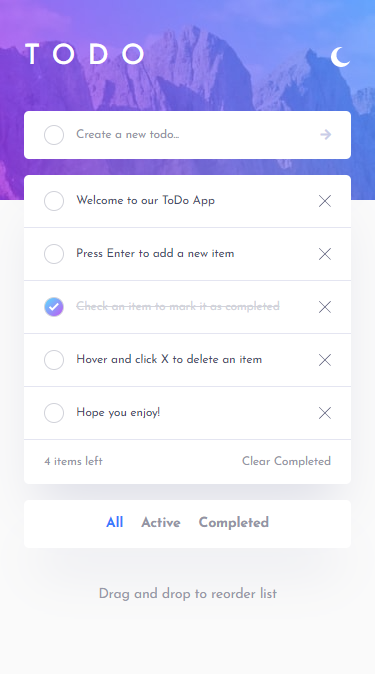 TODO
Create a new todo...
Welcome to our ToDo App
Press Enter to add a new item
Check an item to mark it as completed
Hover and click X to delete an item
Hope you enjoy!
4 items left Clear Completed
All Active Completed
Drag and drop to reorder list